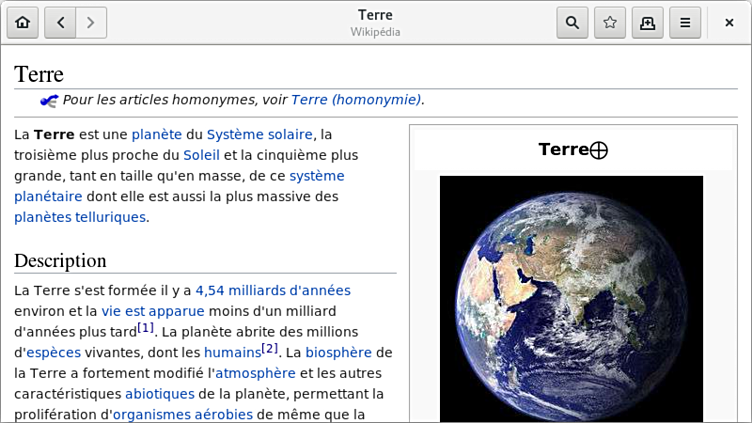 Terre
Wikipédia
Terre
Pour les articles homonymes, voir Terre (homonymie).
La Terre est une planète du Système solaire, la
troisième plus proche du Soleil et la cinquième plus
grande, tant en taille qu'en masse, de ce système
planétaire dont elle est aussi la plus massive des
planètes telluriques.
Description
La Terre s'est formée il y a 4,54 milliards d'années
environ et la vie est apparue moins d'un milliard
d'années plus tard[1]. La planète abrite des millions
d'espèces vivantes, dont les humains[2]. La biosphère de
la Terre a fortement modifié l'atmosphère et les autres
caractéristiques abiotiques de la planète, permettant la
prolifération d'organismes aérobies de même que la
Terre⊕